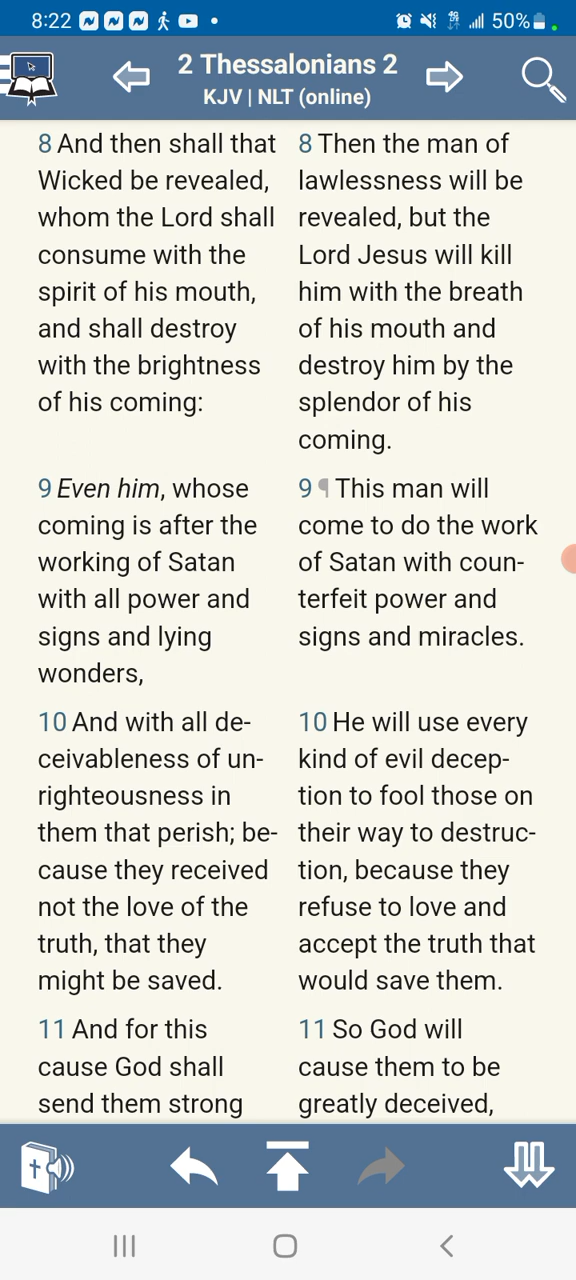 8:22
50%
2 Thessalonians 2
KJV | NLT (online)
8 And then shall that
Wicked be revealed,
whom the Lord shall
consume with the
spirit of his mouth,
and shall destroy
with the brightness
of his coming:
8 Then the man of
lawlessness will be
revealed, but the
Lord Jesus will kill
him with the breath
of his mouth and
destroy him by the
splendor of his
coming.
9 Even him, whose
coming is after the
working of Satan
with all power and
signs and lying
wonders,
9 ¶ This man will
come to do the work
of Satan with coun-
terfeit power and
signs and miracles.
10 And with all de-
ceivableness of un-
righteousness in
them that perish; be-
cause they received
not the love of the
truth, that they
might be saved.
10 He will use every
kind of evil decep-
tion to fool those on
their way to destruc-
tion, because they
refuse to love and
accept the truth that
would save them.
11 And for this
cause God shall
send them strong
11 So God will
cause them to be
greatly deceived,